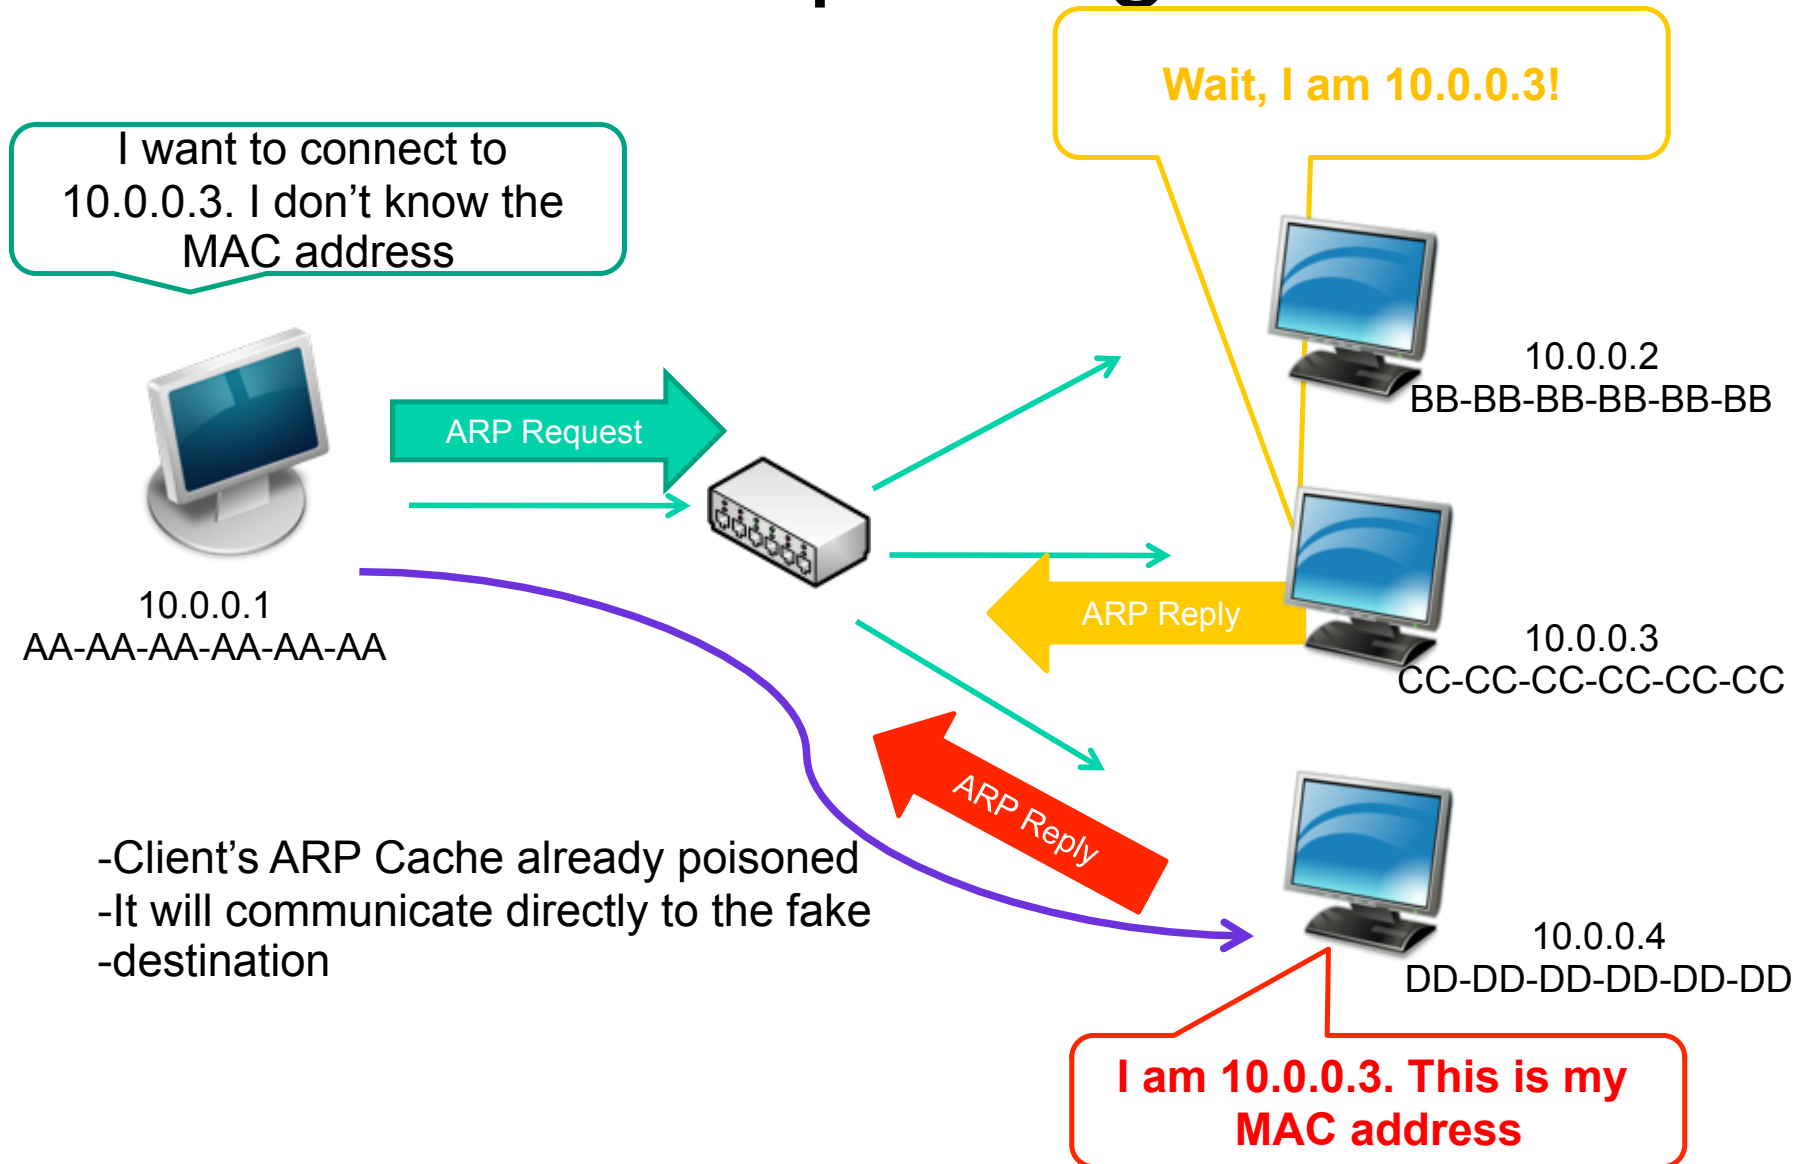 Wait, I am 10.0.0.3!
I want to connect to
10.0.0.3. I don’t know the
MAC address
10.0.0.2
BB-BB-BB-BB-BB-BB
ARP Request
10.0.0.1
AA-AA-AA-AA-AA-AA
ARP Reply
10.0.0.3
CC-CC-CC-CC-CC-CC
ARP Reply
-Client’s ARP Cache already poisoned
-It will communicate directly to the fake
-destination
10.0.0.4
DD-DD-DD-DD-DD-DD
I am 10.0.0.3. This is my
MAC address